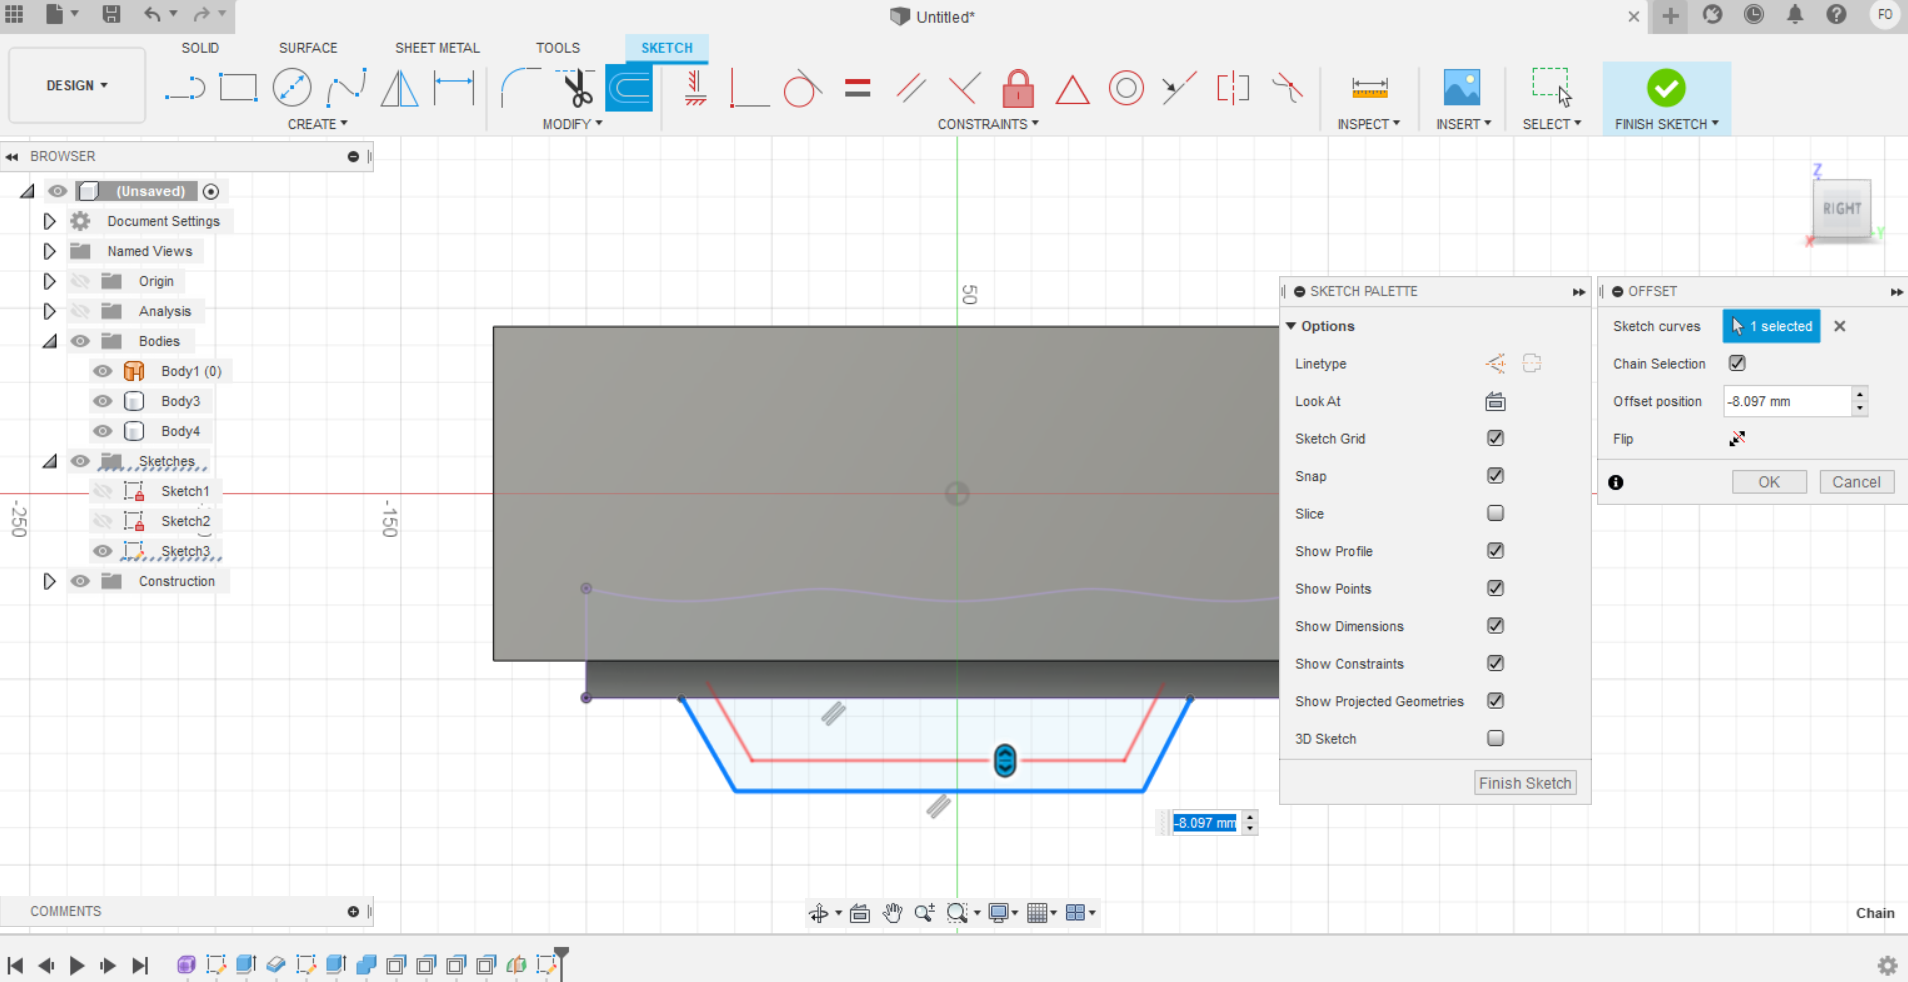 Untitled*
FO
SOLID SURFACE SHEET METAL TOOLS SKETCH
DESIGN
CREATE MODIFY CONSTRAINTS INSPECT INSERT SELECT FINISH SKETCH
BROWSER
(Unsaved)
Document Settings
Named Views
Origin
Analysis
Bodies
Body1 (0)
Body3
Body4
Sketches
Sketch1
Sketch2
Sketch3
Construction
-250
-150
50
Z
RIGHT
X
Y
SKETCH PALETTE
Options
Linetype
Look At
Sketch Grid
Snap
Slice
Show Profile
Show Points
Show Dimensions
Show Constraints
Show Projected Geometries
3D Sketch
Finish Sketch
OFFSET
Sketch curves 1 selected
Chain Selection
Offset position -8.097 mm
Flip
OK Cancel
-8.097 mm
COMMENTS
Chain